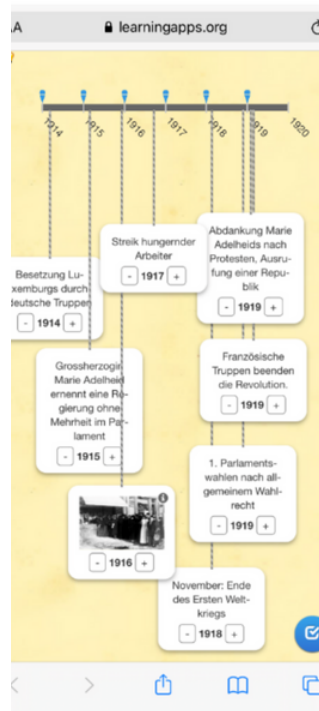 AA
learningapps.org
1914
1915
1916
1917
1918
1919
1920
Streik hungernder
Arbeiter
- 1917 +
Abdankung Marie
Adelheids nach
Protesten, Ausru-
fung einer Repu-
blik
- 1919 +
Besetzung Lu-
xemburgs durch
deutsche Truppen
- 1914 +
Französische
Truppen beenden
die Revolution.
- 1919 +
Grossherzogin
Marie Adelheid
ernennt eine Re-
gierung ohne
Mehrheit im Par-
lament
- 1915 +
1. Parlaments-
wahlen nach all-
gemeinem Wahl-
recht
- 1919 +
- 1916 +
November: Ende
des Ersten Welt-
kriegs
- 1918 +